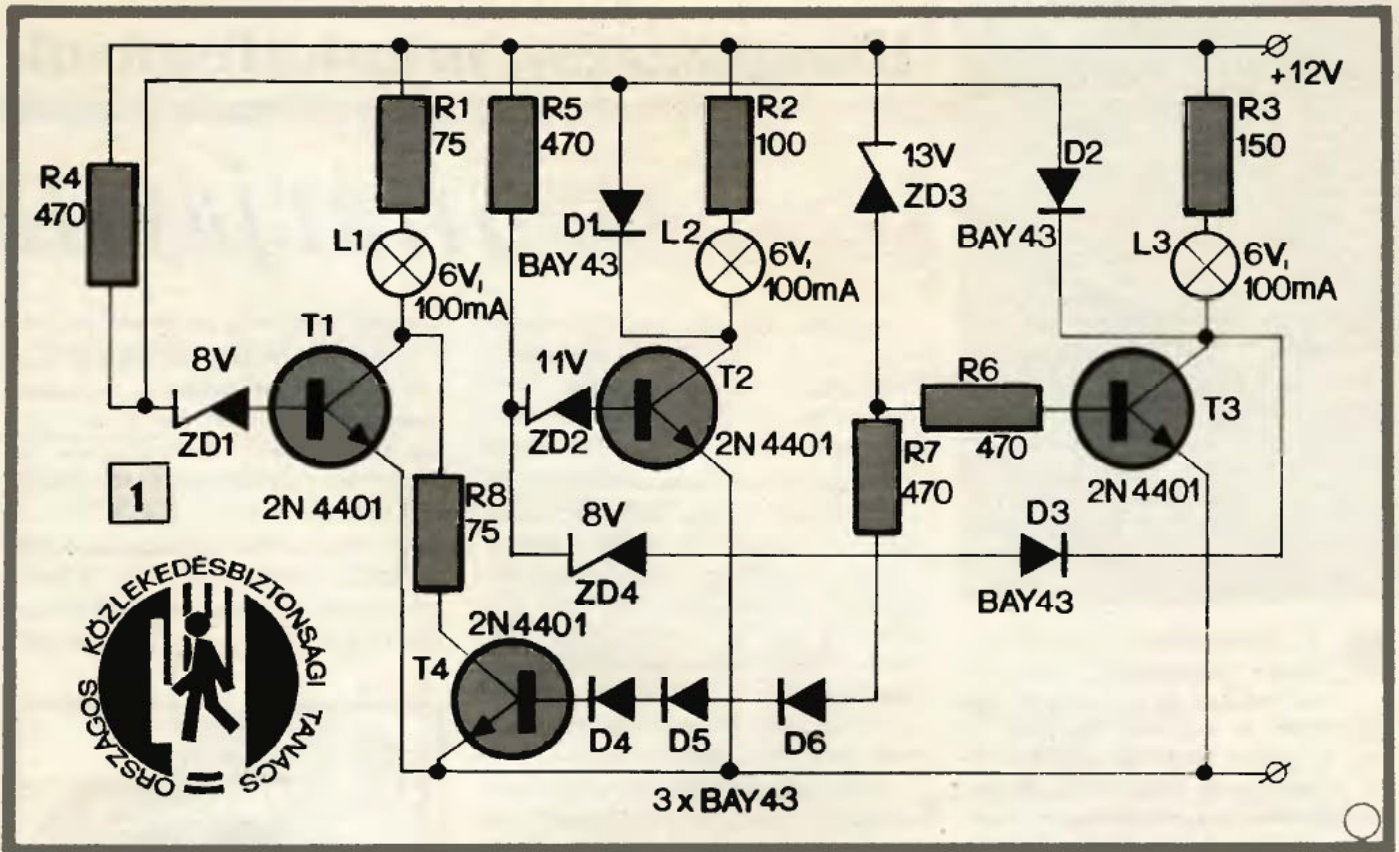 +12V
R1
75
R5
470
R2
100
13V
ZD3
D2
R3
150
R4
470
L1
6V,
100mA
D1
BAY 43
L2
6V,
100mA
BAY 43
L3
6V,
100mA
T1
8V
ZD1
2N 4401
11V
ZD2
T2
2N 4401
R6
470
T3
2N 4401
R7
470
1
R8
75
8V
ZD4
D3
BAY43
2N4401
T4
D4
D5
D6
3 x BAY43
ORSZÁGOS KÖZLEKEDÉSBIZTONSÁGI TANÁCS